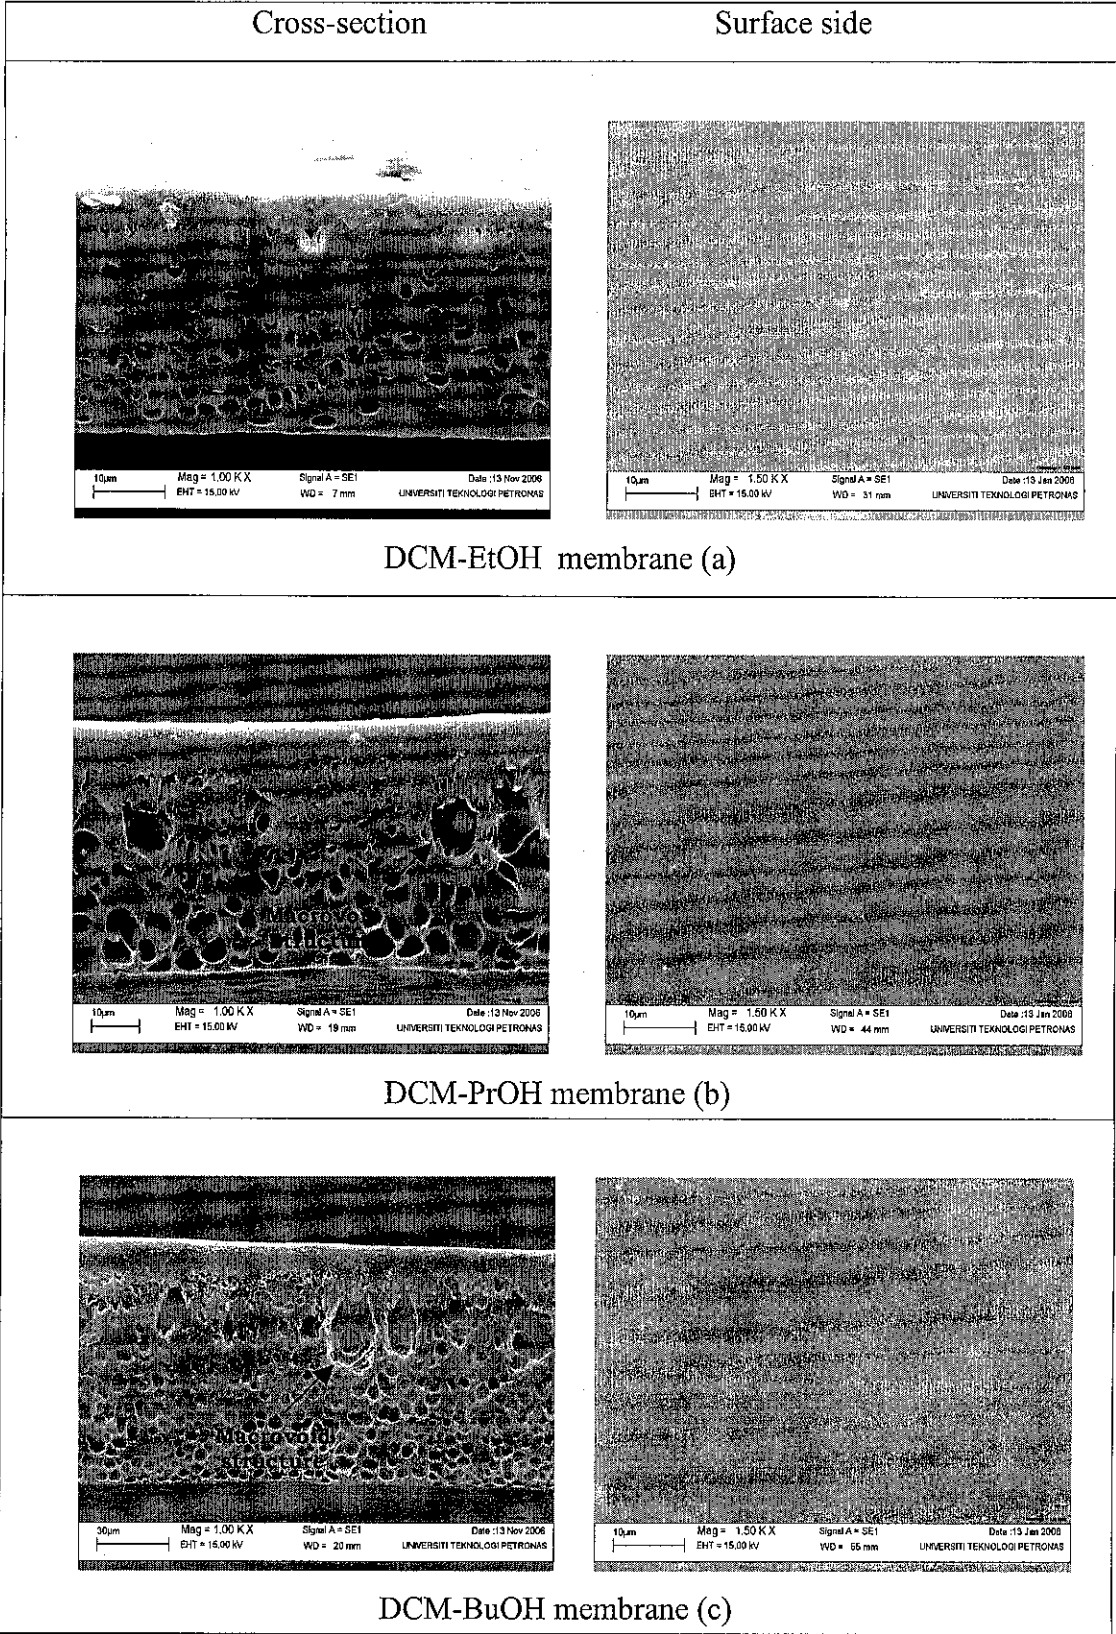 Cross-section Surface side
10µm Mag = 1.00 K X Signal A = SE1 Date :13 Nov 2006
EHT = 15.00 kV WD = 7 mm UNIVERSITI TEKNOLOGI PETRONAS
10µm Mag = 1.50 K X Signal A = SE1 Date :13 Jan 2006
EHT = 15.00 kV WD = 31 mm UNIVERSITI TEKNOLOGI PETRONAS
DCM-EtOH membrane (a)
Macrovo
structur
10µm Mag = 1.00 K X Signal A = SE1 Date :13 Nov 2006
EHT = 15.00 kV WD = 19 mm UNIVERSITI TEKNOLOGI PETRONAS
10µm Mag = 1.50 K X Signal A = SE1 Date :13 Jan 2006
EHT = 15.00 kV WD = 44 mm UNIVERSITI TEKNOLOGI PETRONAS
DCM-PrOH membrane (b)
Macrovoid
structure
30µm Mag = 1.00 K X Signal A = SE1 Date :13 Nov 2006
EHT = 15.00 kV WD = 20 mm UNIVERSITI TEKNOLOGI PETRONAS
10µm Mag = 1.50 K X Signal A = SE1 Date :13 Jan 2006
EHT = 15.00 kV WD = 55 mm UNIVERSITI TEKNOLOGI PETRONAS
DCM-BuOH membrane (c)